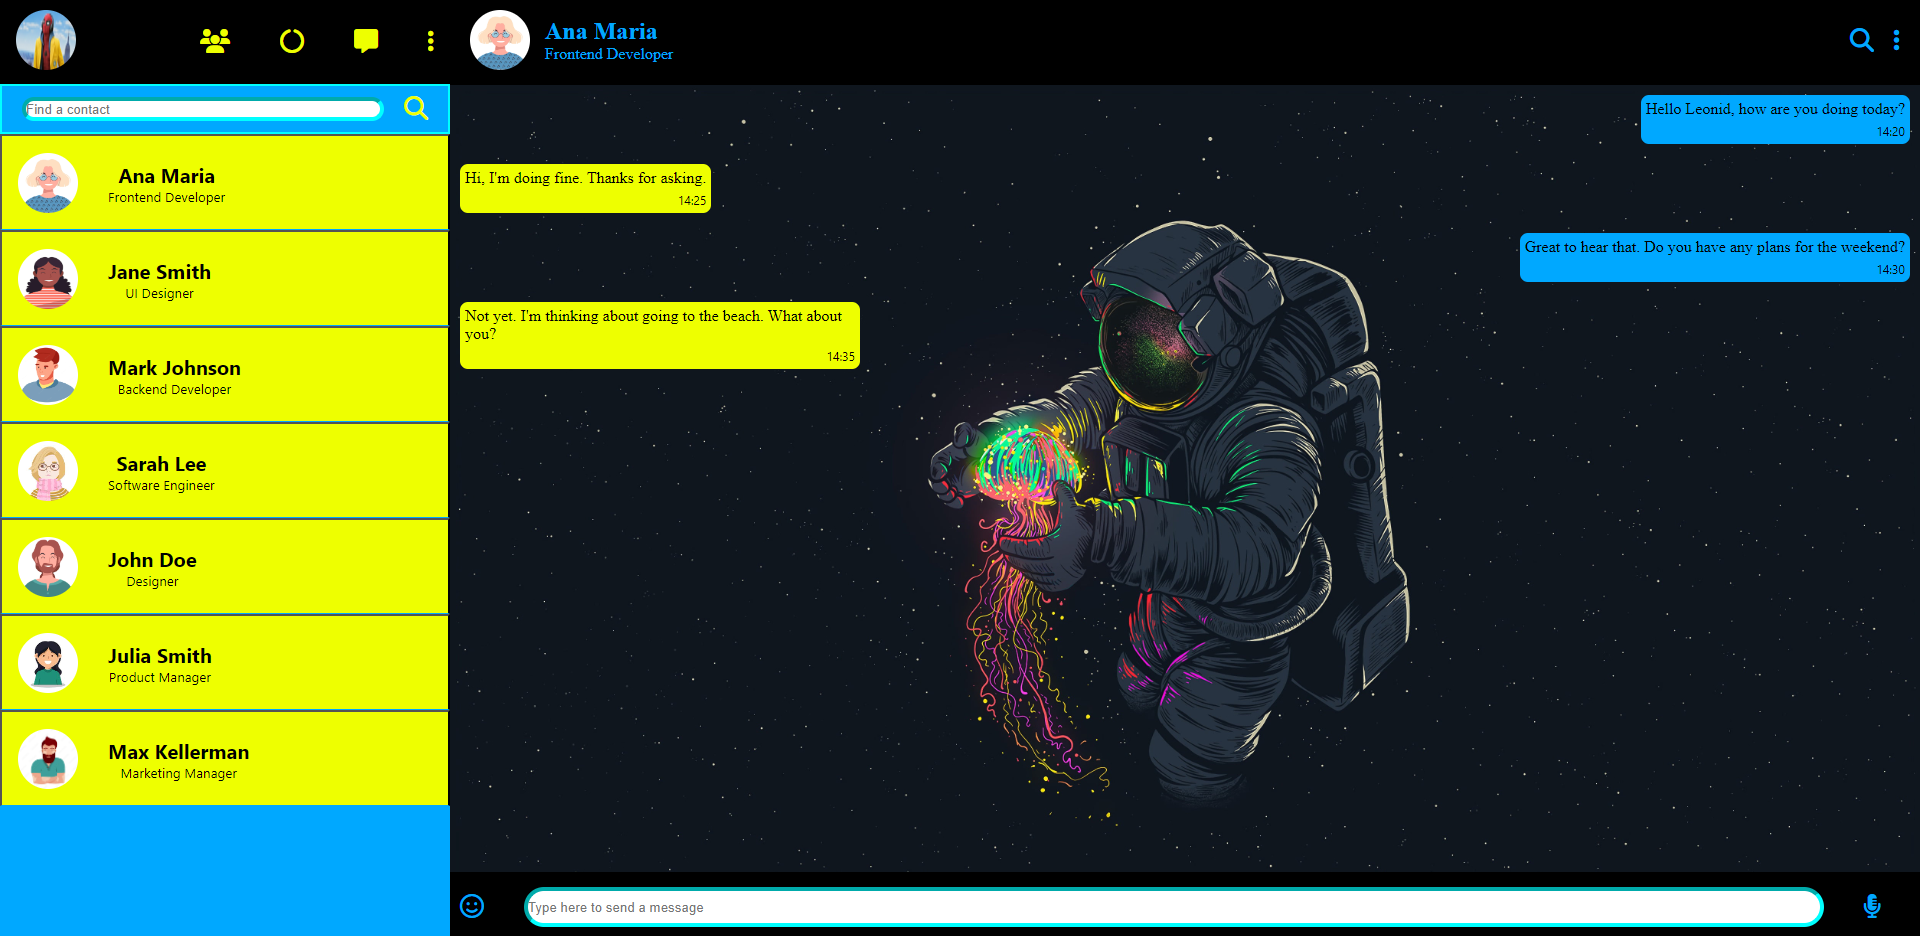 Ana Maria
Frontend Developer
Find a contact
Ana Maria
Frontend Developer
Jane Smith
UI Designer
Mark Johnson
Backend Developer
Sarah Lee
Software Engineer
John Doe
Designer
Julia Smith
Product Manager
Max Kellerman
Marketing Manager
Hello Leonid, how are you doing today?
14:20
Hi, I'm doing fine. Thanks for asking.
14:25
Great to hear that. Do you have any plans for the weekend?
14:30
Not yet. I'm thinking about going to the beach. What about
you?
14:35
Type here to send a message